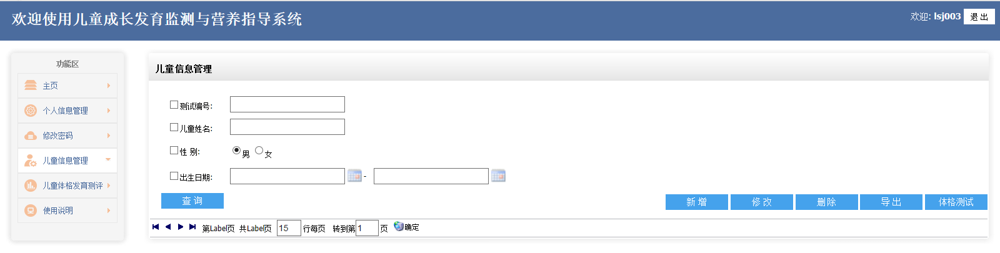 欢迎使用儿童成长发育监测与营养指导系统
欢迎: lsj003 退 出
功能区
主页
个人信息管理
修改密码
儿童信息管理
儿童体格发育测评
使用说明
儿童信息管理
测试编号:
儿童姓名:
性 别: 男 女
出生日期: -
查 询
新 增 修 改 删 除 导 出 体格测试
第Label页 共Label页 15 行每页 转到第 1 页 确定